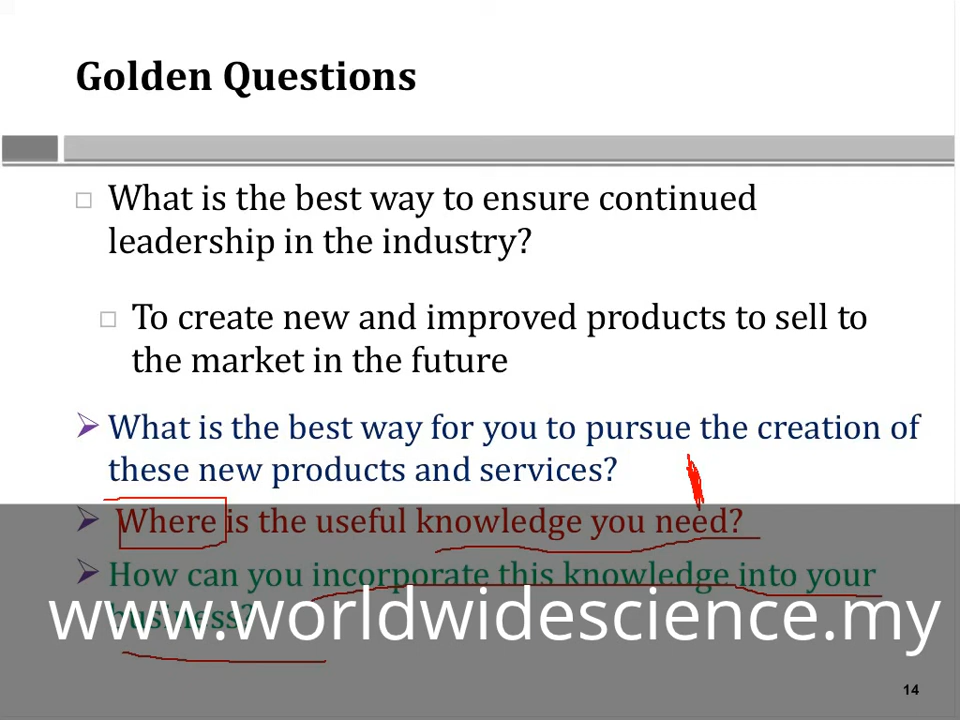 Golden Questions
What is the best way to ensure continued
leadership in the industry?
To create new and improved products to sell to
the market in the future
What is the best way for you to pursue the creation of
these new products and services?
Where is the useful knowledge you need?
How can you incorporate this knowledge into your
business?
www.worldwidescience.my
14